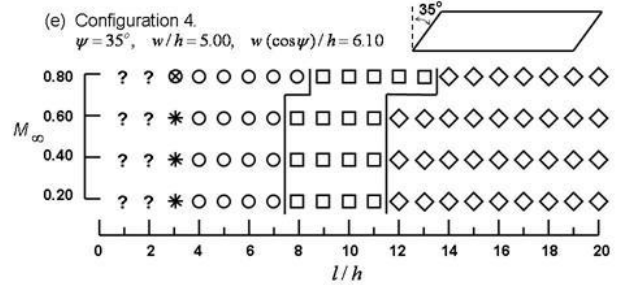 (e) Configuration 4.
ψ = 35°, w/h = 5.00, w (cosψ)/h = 6.10
35°
0.80 ? ?
0.60 ? ?
M∞
0.40 ? ?
0.20 ? ?
0 2 4 6 8 10 12 14 16 18 20
l/h